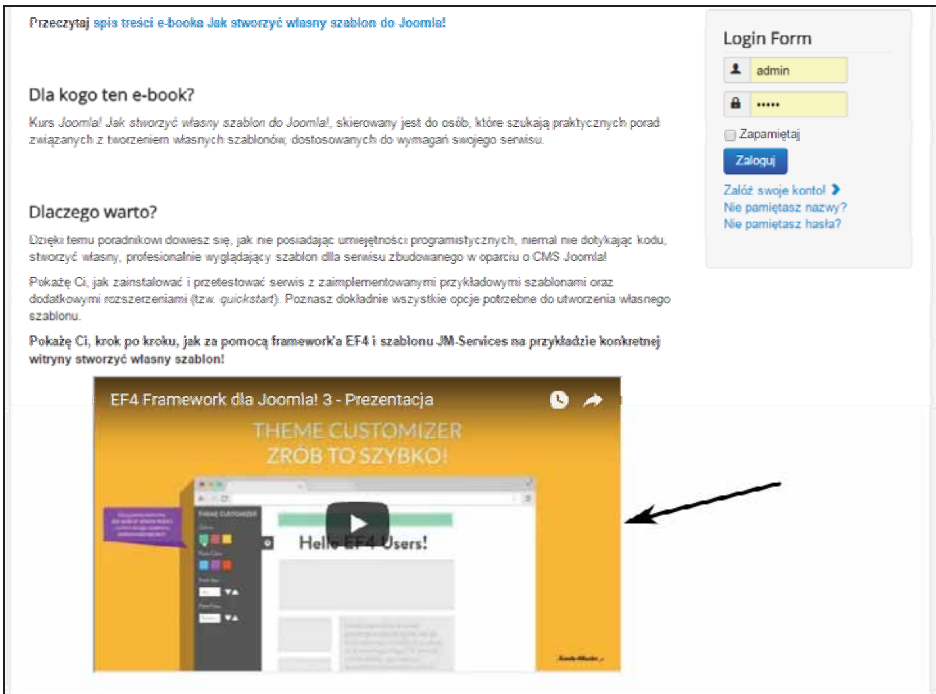 Przeczytaj spis treści e-booka Jak stworzyć własny szablon do Joomla!
Dla kogo ten e-book?
Kurs Joomla! Jak stworzyć własny szablon do Joomla!, skierowany jest do osób, które szukają praktycznych porad
związanych z tworzeniem własnych szablonów, dostosowanych do wymagań swojego serwisu.
Dlaczego warto?
Dzięki temu poradnikowi dowiesz się, jak nie posiadając umiejętności programistycznych, niemal nie dotykając kodu,
stworzyć własny, profesjonalnie wyglądający szablon dla serwisu zbudowanego w oparciu o CMS Joomla!
Pokażę Ci, jak zainstalować i przetestować serwis z zaimplementowanymi przykładowymi szablonami oraz
dodatkowymi rozszerzeniami (tzw. quickstart). Poznasz dokładnie wszystkie opcje potrzebne do utworzenia własnego
szablonu.
Pokażę Ci, krok po kroku, jak za pomocą framework'a EF4 i szablonu JM-Services na przykładzie konkretnej
witryny stworzyć własny szablon!
EF4 Framework dla Joomla! 3 - Prezentacja
THEME CUSTOMIZER
ZRÓB TO SZYBKO!
THEME CUSTOMIZER
Hello EF4 Users!
Login Form
admin
•••••
Zapamiętaj
Zaloguj
Załóż swoje konto!
Nie pamiętasz nazwy?
Nie pamiętasz hasła?